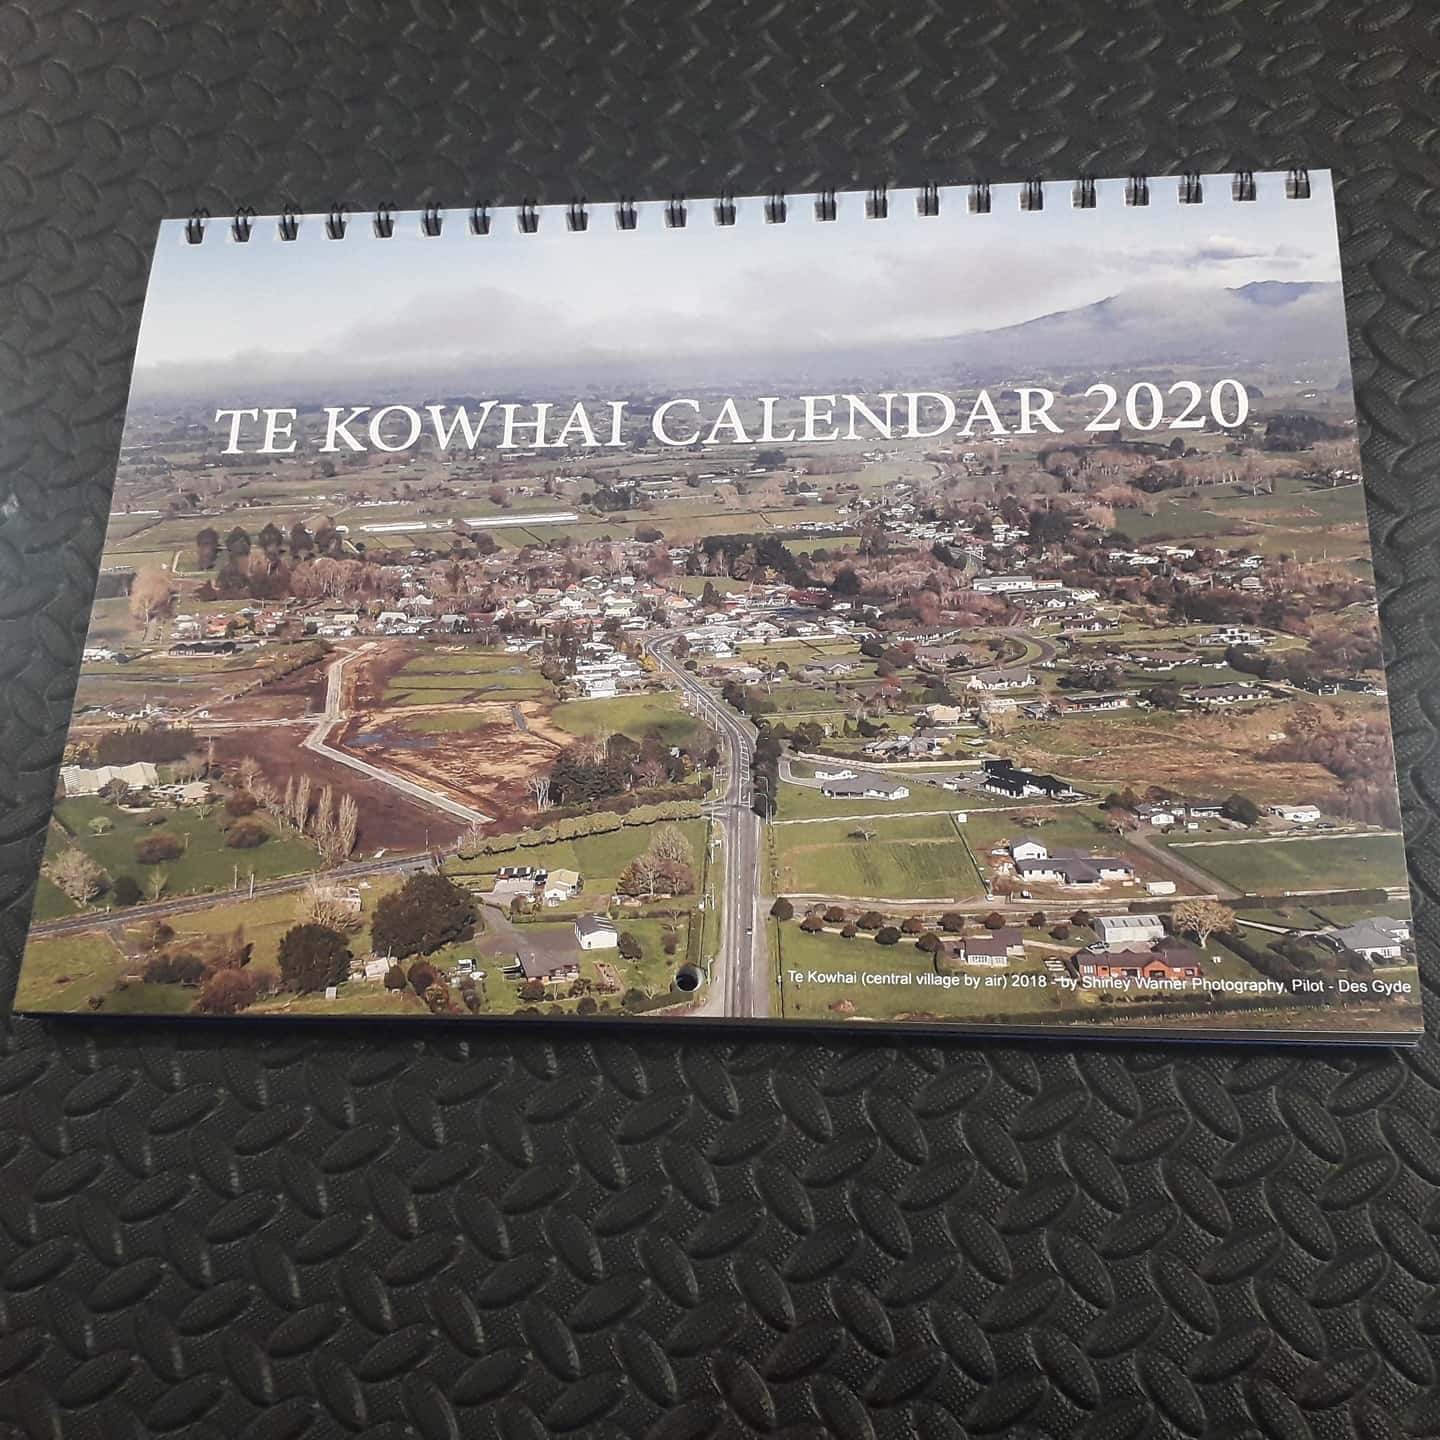 TE KOWHAI CALENDAR 2020
Te Kowhai (central village by air) 2018 - by Shirley Warner Photography, Pilot - Des Gyde